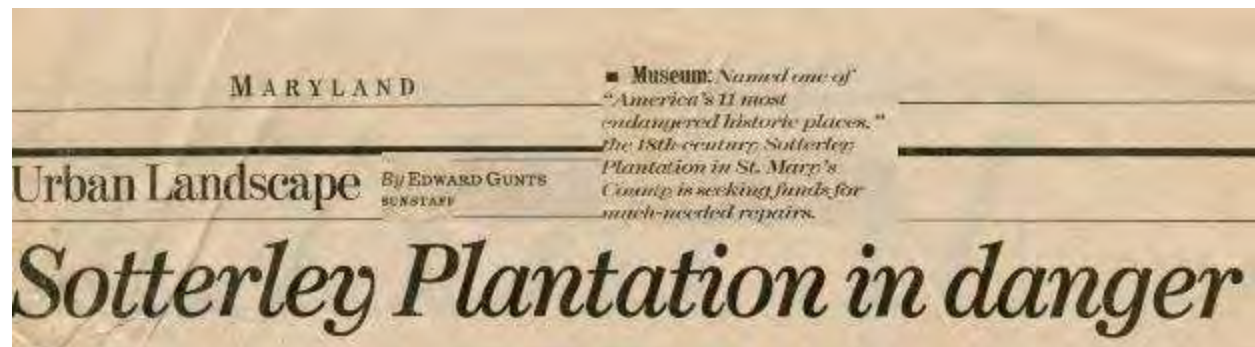 MARYLAND
■ Museum: Named one of
"America's 11 most
endangered historic places,"
the 18th-century Sotterley
Plantation in St. Mary's
County is seeking funds for
much-needed repairs.
Urban Landscape
By EDWARD GUNTS
SUN STAFF
Sotterley Plantation in danger